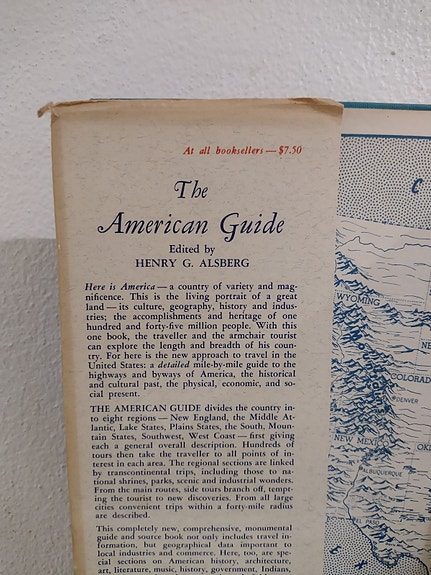 At all booksellers — $7.50
The
American Guide
Edited by
HENRY G. ALSBERG
Here is America — a country of variety and mag-
nificence. This is the living portrait of a great
land — its culture, geography, history and indus-
tries; the accomplishments and heritage of one
hundred and forty-five million people. With this
one book, the traveller and the armchair tourist
can explore the length and breadth of his coun-
try. For here is the new approach to travel in the
United States: a detailed mile-by-mile guide to the
highways and byways of America, the historical
and cultural past, the physical, economic, and so-
cial present.
THE AMERICAN GUIDE divides the country in-
to eight regions — New England, the Middle At-
lantic, Lake States, Plains States, the South, Moun-
tain States, Southwest, West Coast — first giving
each a general overall description. Hundreds of
tours then take the traveller to all points of in-
terest in each area. The regional sections are linked
by transcontinental trips, including those to na-
tional shrines, parks, scenic and industrial wonders.
From the main routes, side tours branch off, tempt-
ing the tourist to new discoveries. From all large
cities convenient trips within a forty-mile radius
are described.
This completely new, comprehensive, monumental
guide and source book not only includes travel in-
formation, but geographical data important to
local industries and commerce. Here, too, are spe-
cial sections on American history, architecture,
art, literature, music, history, government, Indians,
C
WYOMING
NE
COLORAD
DENVER
NEW MEXIC
OKL
ALBUQUERQUE
EL PASO